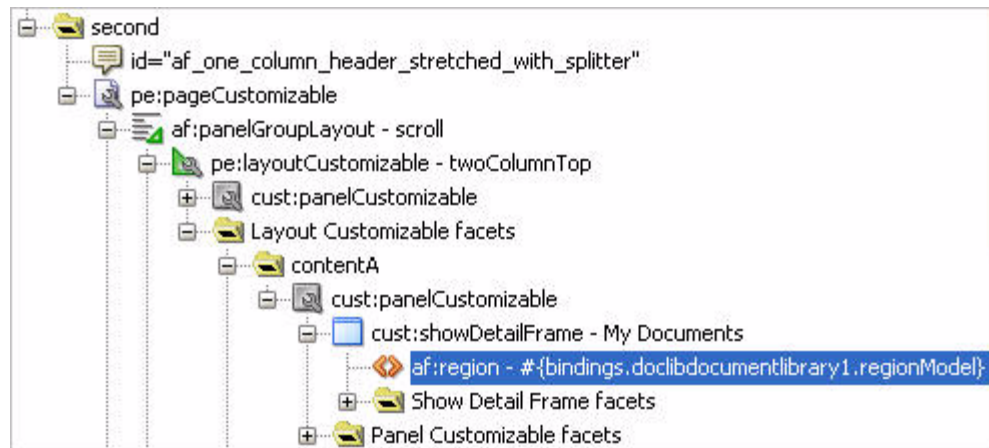 second
id="af_one_column_header_stretched_with_splitter"
pe:pageCustomizable
af:panelGroupLayout - scroll
pe:layoutCustomizable - twoColumnTop
cust:panelCustomizable
Layout Customizable facets
contentA
cust:panelCustomizable
cust:showDetailFrame - My Documents
af:region - #{bindings.doclibdocumentlibrary1.regionModel}
Show Detail Frame facets
Panel Customizable facets